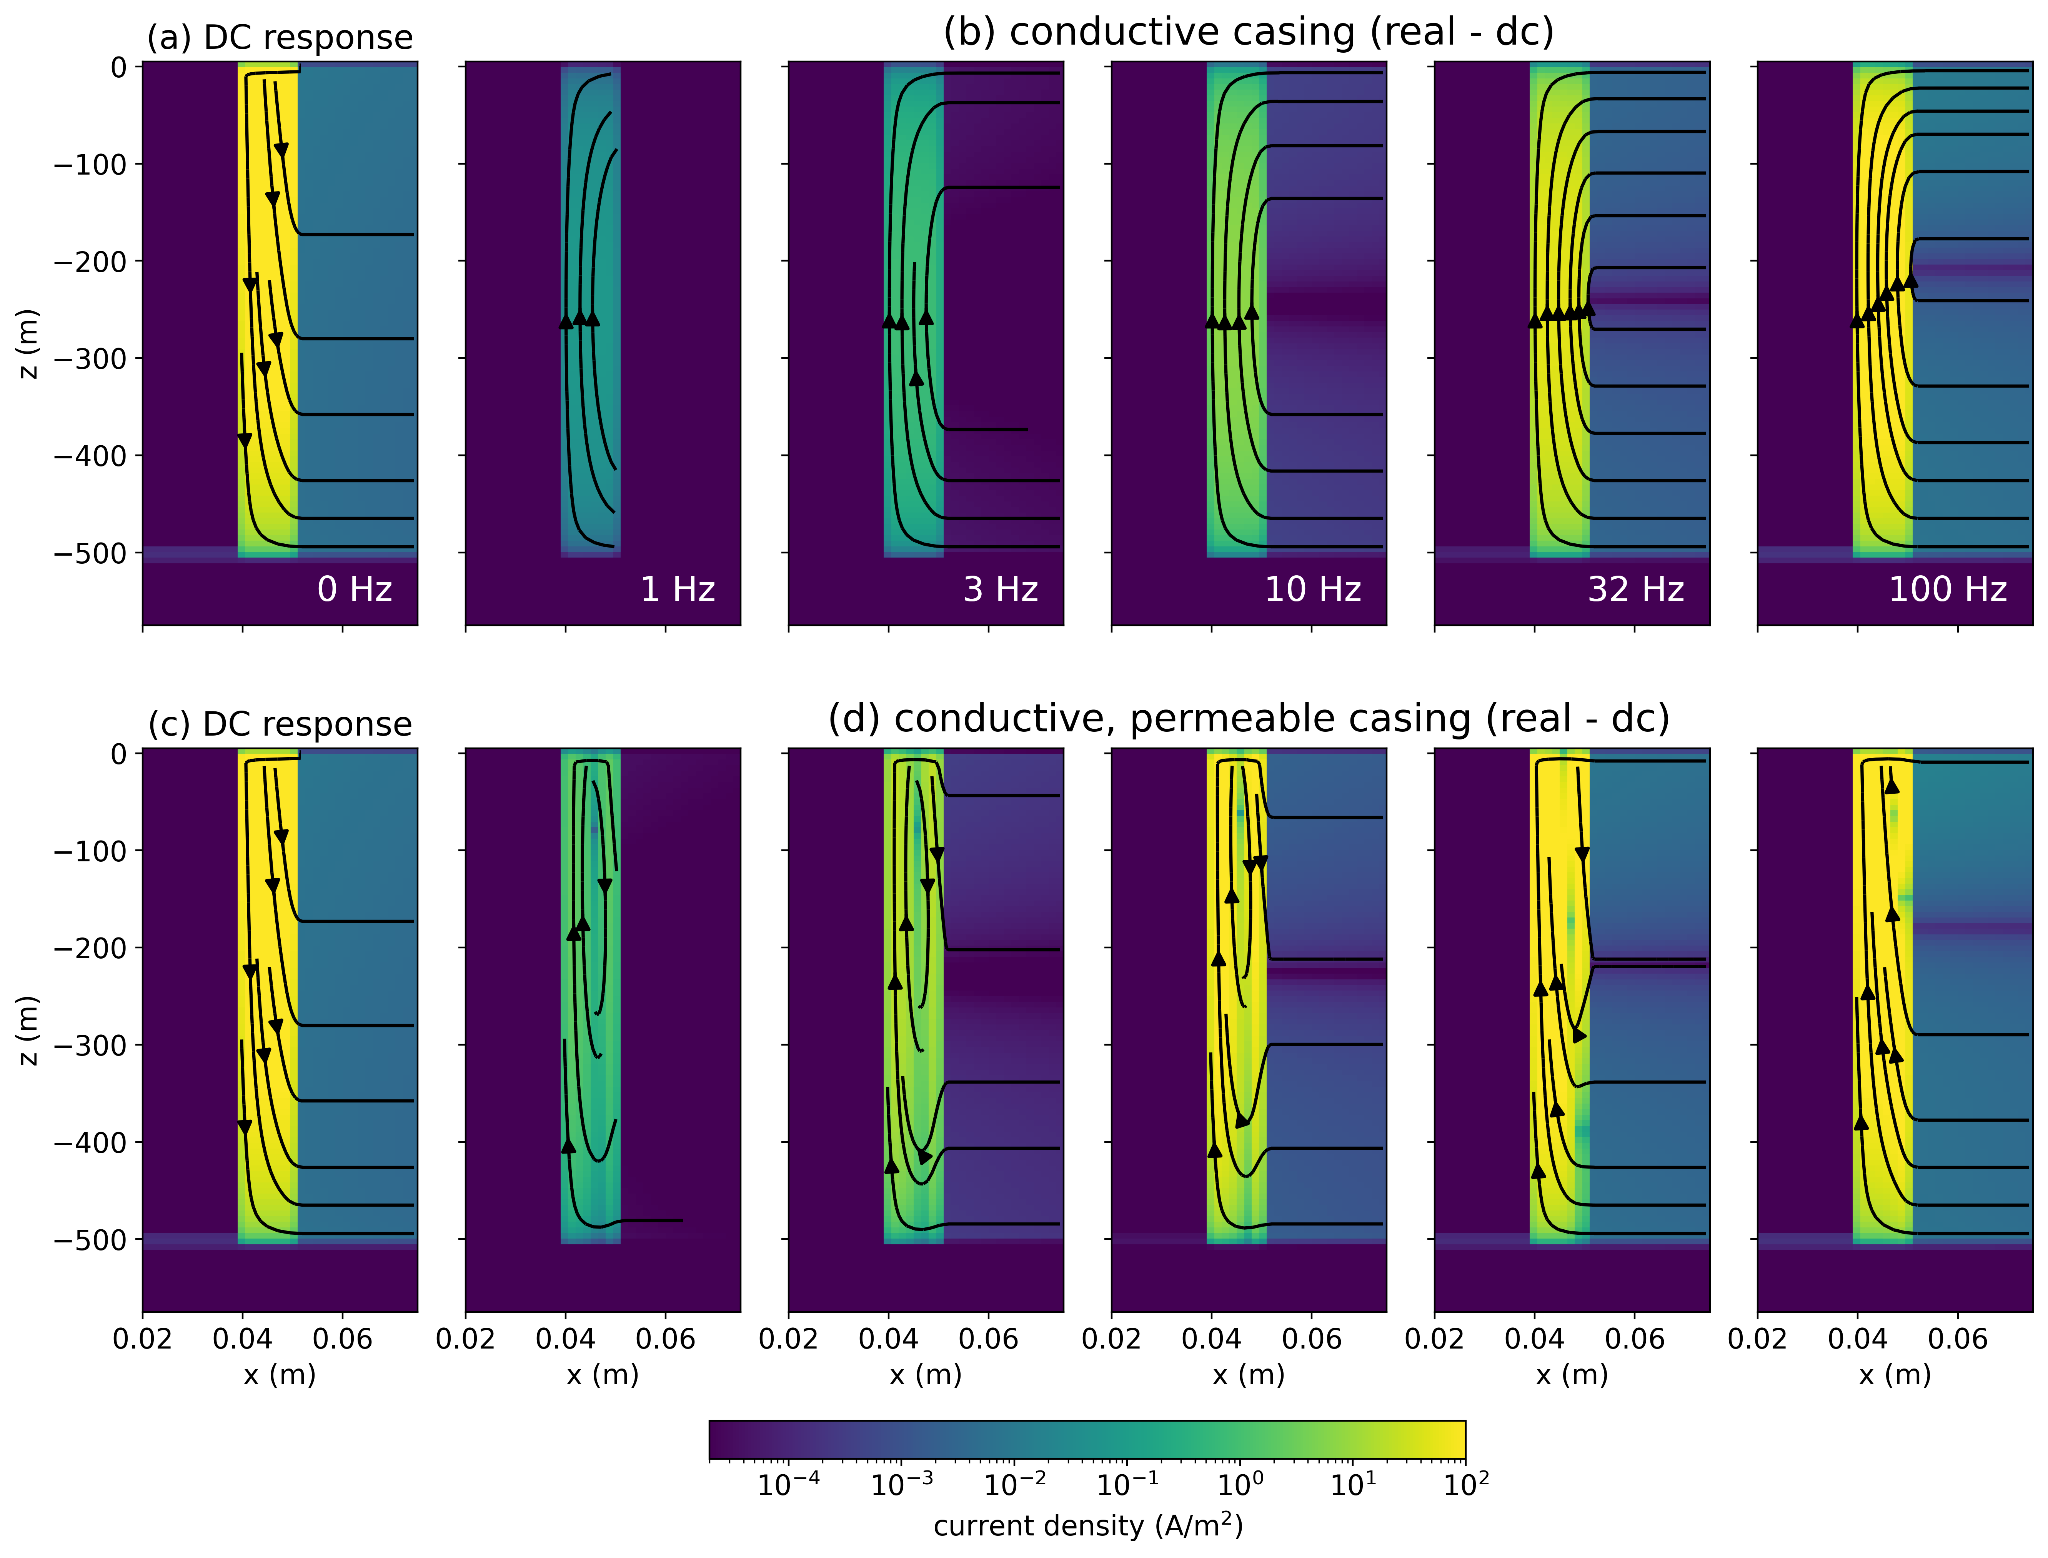 (a) DC response
(b) conductive casing (real - dc)
0
−100
−200
−300
−400
−500
z (m)
0 Hz
1 Hz
3 Hz
10 Hz
32 Hz
100 Hz
(c) DC response
(d) conductive, permeable casing (real - dc)
0
−100
−200
−300
−400
−500
z (m)
0.02 0.04 0.06
0.02 0.04 0.06
0.02 0.04 0.06
0.02 0.04 0.06
0.02 0.04 0.06
0.02 0.04 0.06
x (m) x (m) x (m) x (m) x (m) x (m)
10⁻⁴ 10⁻³ 10⁻² 10⁻¹ 10⁰ 10¹ 10²
current density (A/m²)